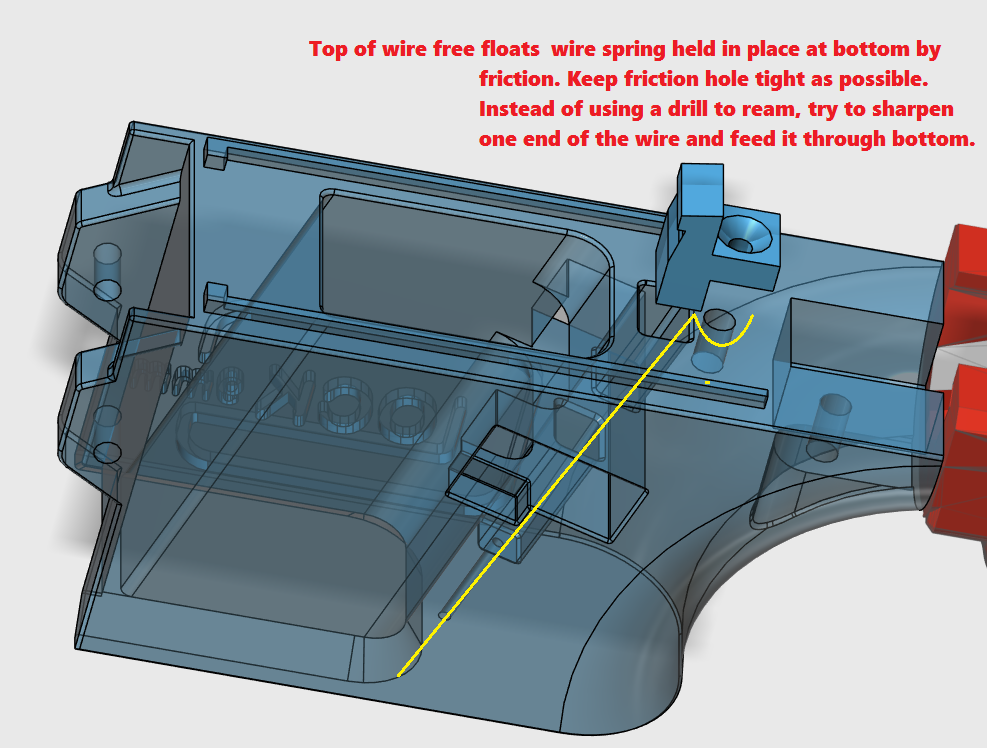 Top of wire free floats wire spring held in place at bottom by
friction. Keep friction hole tight as possible.
Instead of using a drill to ream, try to sharpen
one end of the wire and feed it through bottom.